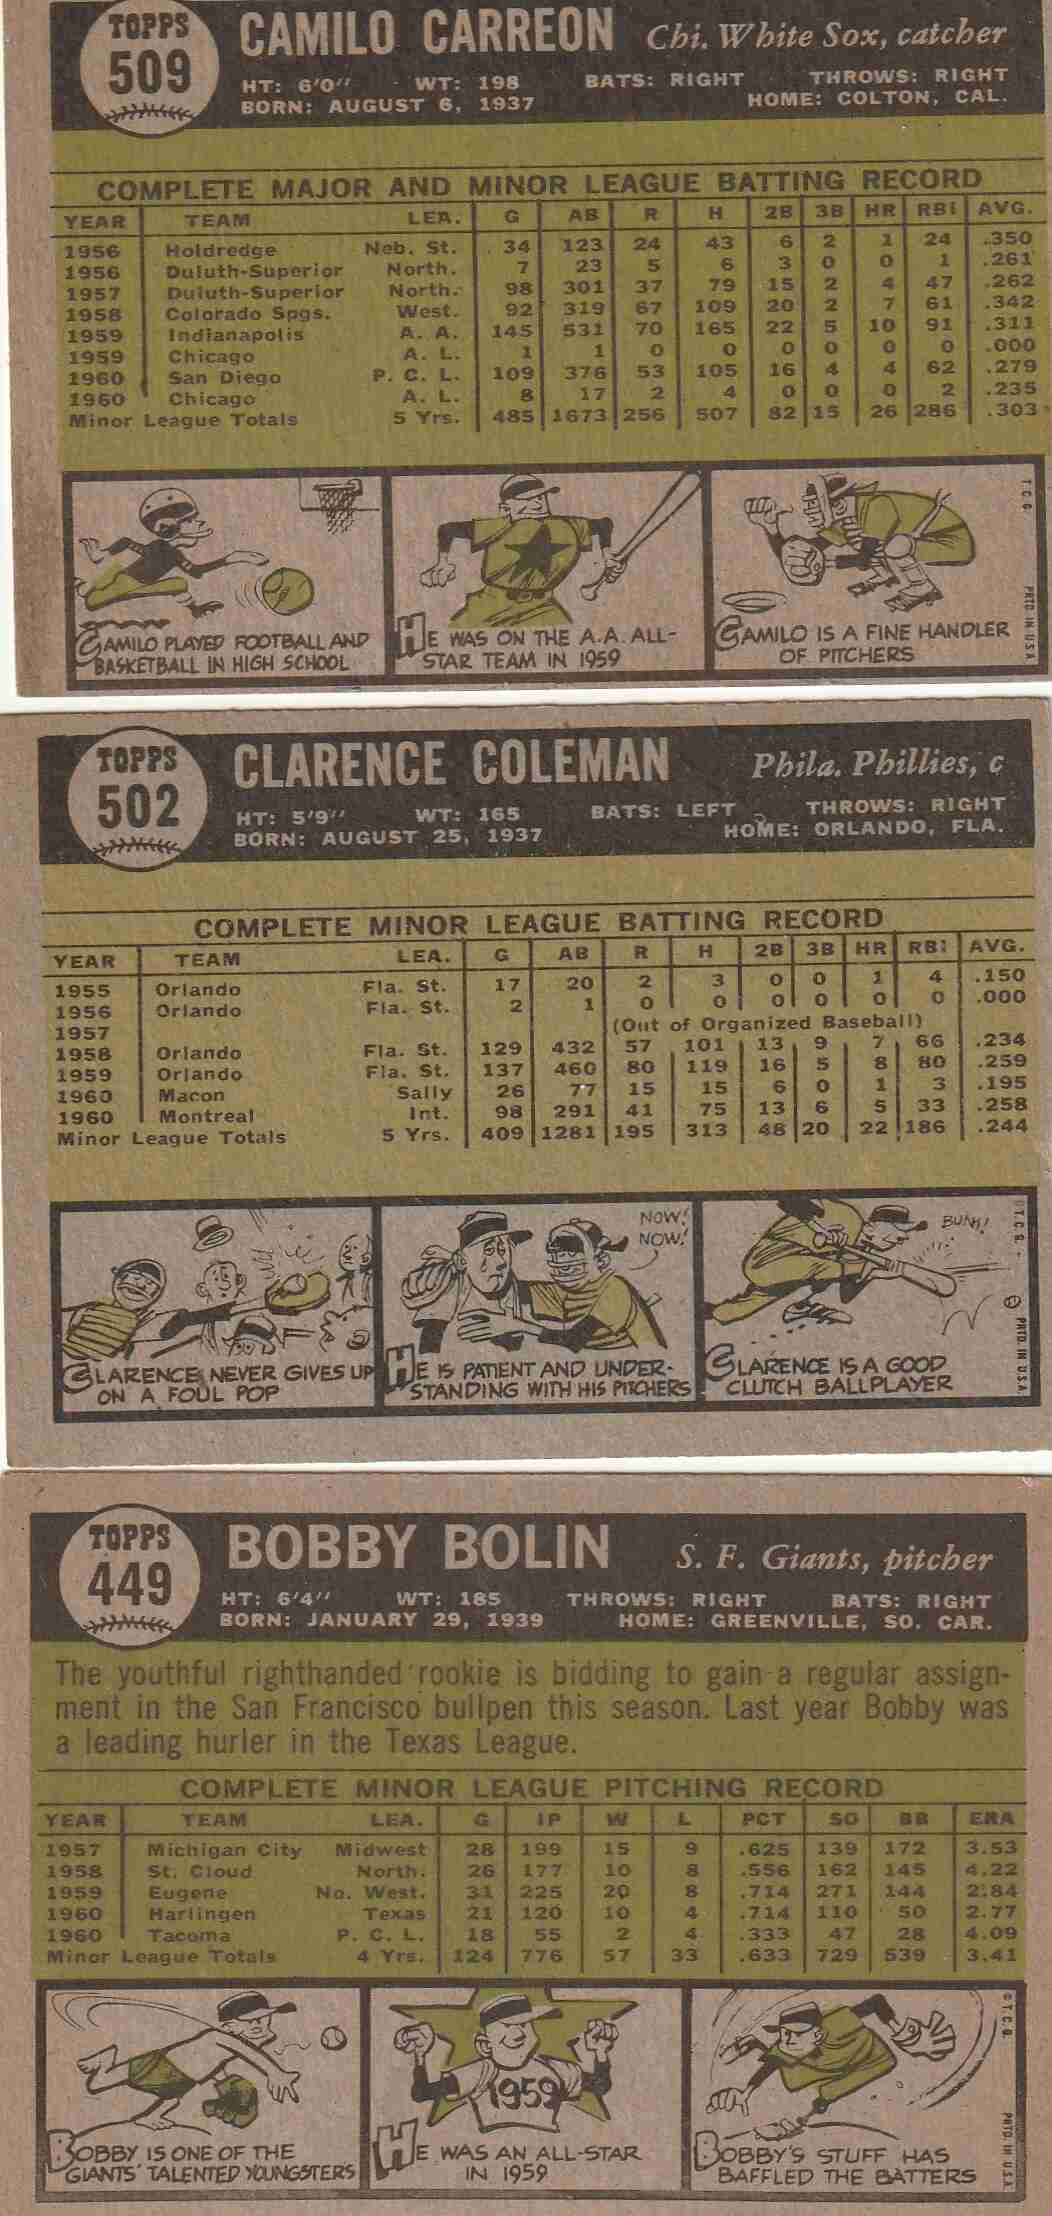 TOPPS
509
CAMILO CARREON Chi. White Sox, catcher
HT: 6'0" WT: 198 BATS: RIGHT THROWS: RIGHT
BORN: AUGUST 6, 1937 HOME: COLTON, CAL.
COMPLETE MAJOR AND MINOR LEAGUE BATTING RECORD
YEAR TEAM LEA. G AB R H 2B 3B HR RBI AVG.
1956 Holdredge Neb. St. 34 123 24 43 6 2 1 24 .350
1956 Duluth-Superior North. 7 23 5 6 3 0 0 1 .261
1957 Duluth-Superior North. 98 301 37 79 15 2 4 47 .262
1958 Colorado Spgs. West. 92 319 67 109 20 2 7 61 .342
1959 Indianapolis A. A. 145 531 70 165 22 5 10 91 .311
1959 Chicago A. L. 1 1 0 0 0 0 0 0 .000
1960 San Diego P. C. L. 109 376 53 105 16 4 4 62 .279
1960 Chicago A. L. 8 17 2 4 0 0 0 2 .235
Minor League Totals 5 Yrs. 485 1673 256 507 82 15 26 286 .303
CAMILO PLAYED FOOTBALL AND
BASKETBALL IN HIGH SCHOOL
HE WAS ON THE A.A. ALL-
STAR TEAM IN 1959
CAMILO IS A FINE HANDLER
OF PITCHERS
T.C.G. PRTD. IN U.S.A.
TOPPS
502
CLARENCE COLEMAN Phila. Phillies, c
HT: 5'9" WT: 165 BATS: LEFT THROWS: RIGHT
BORN: AUGUST 25, 1937 HOME: ORLANDO, FLA.
COMPLETE MINOR LEAGUE BATTING RECORD
YEAR TEAM LEA. G AB R H 2B 3B HR RBI AVG.
1955 Orlando Fla. St. 17 20 2 3 0 0 1 4 .150
1956 Orlando Fla. St. 2 1 0 0 0 0 0 0 .000
1957 (Out of Organized Baseball)
1958 Orlando Fla. St. 129 432 57 101 13 9 7 66 .234
1959 Orlando Fla. St. 137 460 80 119 16 5 8 80 .259
1960 Macon Sally 26 77 15 15 6 0 1 3 .195
1960 Montreal Int. 98 291 41 75 13 6 5 33 .258
Minor League Totals 5 Yrs. 409 1281 195 313 48 20 22 186 .244
CLARENCE NEVER GIVES UP
ON A FOUL POP
NOW!
NOW!
HE IS PATIENT AND UNDER-
STANDING WITH HIS PITCHERS
BUNK!
CLARENCE IS A GOOD
CLUTCH BALLPLAYER
T.C.G. © PRTD. IN U.S.A.
TOPPS
449
BOBBY BOLIN S. F. Giants, pitcher
HT: 6'4" WT: 185 THROWS: RIGHT BATS: RIGHT
BORN: JANUARY 29, 1939 HOME: GREENVILLE, SO. CAR.
The youthful righthanded rookie is bidding to gain a regular assign-
ment in the San Francisco bullpen this season. Last year Bobby was
a leading hurler in the Texas League.
COMPLETE MINOR LEAGUE PITCHING RECORD
YEAR TEAM LEA. G IP W L PCT SO BB ERA
1957 Michigan City Midwest 28 199 15 9 .625 139 172 3.53
1958 St. Cloud North. 26 177 10 8 .556 162 145 4.22
1959 Eugene No. West. 31 225 20 8 .714 271 144 2.84
1960 Harlingen Texas 21 120 10 4 .714 110 50 2.77
1960 Tacoma P. C. L. 18 55 2 4 .333 47 28 4.09
Minor League Totals 4 Yrs. 124 776 57 33 .633 729 539 3.41
BOBBY IS ONE OF THE
GIANTS' TALENTED YOUNGSTERS
1959
HE WAS AN ALL-STAR
IN 1959
BOBBY'S STUFF HAS
BAFFLED THE BATTERS
© T.C.G. PRTD. IN U.S.A.